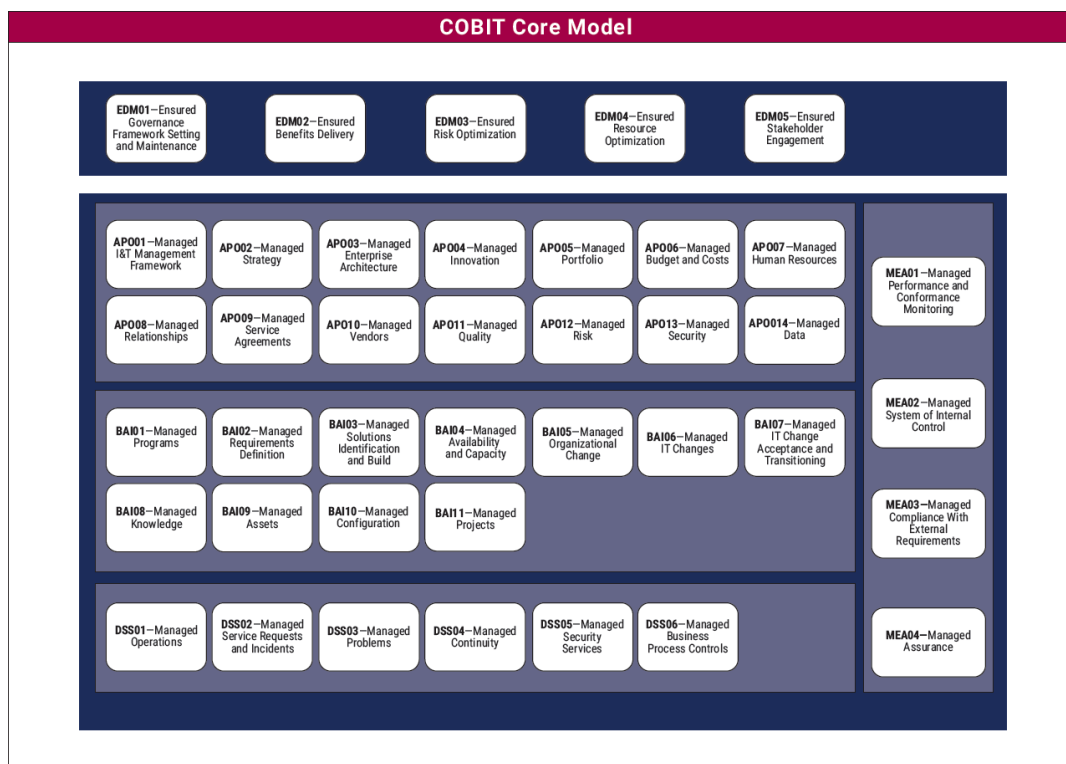 COBIT Core Model
EDM01—Ensured
Governance
Framework Setting
and Maintenance
EDM02—Ensured
Benefits Delivery
EDM03—Ensured
Risk Optimization
EDM04—Ensured
Resource
Optimization
EDM05—Ensured
Stakeholder
Engagement
APO01—Managed
I&T Management
Framework
APO02—Managed
Strategy
APO03—Managed
Enterprise
Architecture
APO04—Managed
Innovation
APO05—Managed
Portfolio
APO06—Managed
Budget and Costs
APO07—Managed
Human Resources
APO08—Managed
Relationships
APO09—Managed
Service
Agreements
APO10—Managed
Vendors
APO11—Managed
Quality
APO12—Managed
Risk
APO13—Managed
Security
APO014—Managed
Data
BAI01—Managed
Programs
BAI02—Managed
Requirements
Definition
BAI03—Managed
Solutions
Identification
and Build
BAI04—Managed
Availability
and Capacity
BAI05—Managed
Organizational
Change
BAI06—Managed
IT Changes
BAI07—Managed
IT Change
Acceptance and
Transitioning
BAI08—Managed
Knowledge
BAI09—Managed
Assets
BAI10—Managed
Configuration
BAI11—Managed
Projects
DSS01—Managed
Operations
DSS02—Managed
Service Requests
and Incidents
DSS03—Managed
Problems
DSS04—Managed
Continuity
DSS05—Managed
Security
Services
DSS06—Managed
Business
Process Controls
MEA01—Managed
Performance and
Conformance
Monitoring
MEA02—Managed
System of Internal
Control
MEA03—Managed
Compliance With
External
Requirements
MEA04—Managed
Assurance